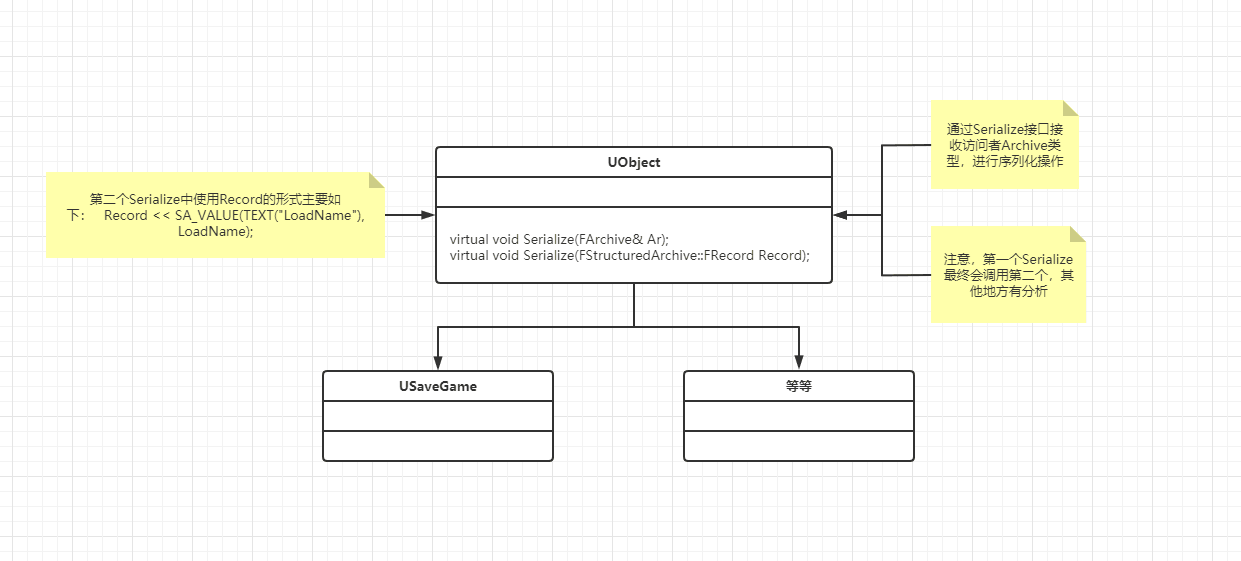 第二个Serialize中使用Record的形式主要如
下： Record << SA_VALUE(TEXT("LoadName"),
LoadName);
UObject
virtual void Serialize(FArchive& Ar);
virtual void Serialize(FStructuredArchive::FRecord Record);
通过Serialize接口接
收访问者Archive类
型，进行序列化操作
注意，第一个Serialize
最终会调用第二个，其
他地方有分析
USaveGame
等等